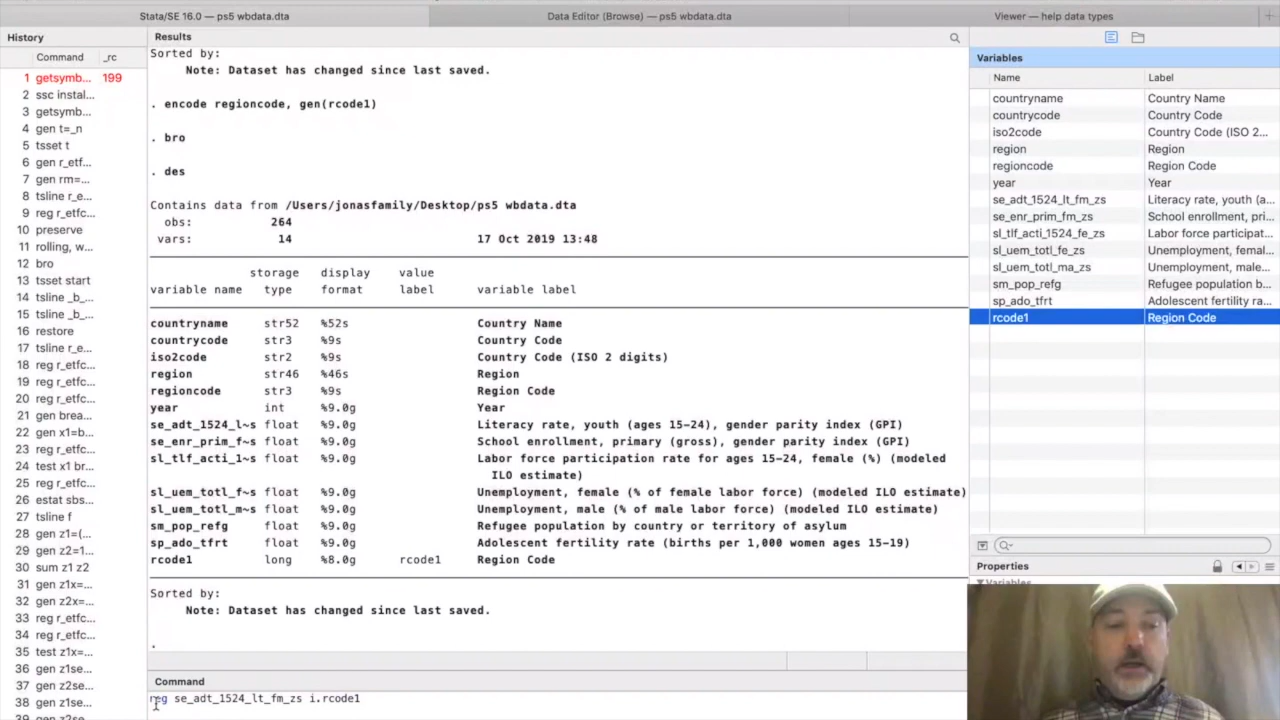 Stata/SE 16.0 — ps5 wbdata.dta
Data Editor (Browse) — ps5 wbdata.dta
Viewer — help data types
History
Command _rc
1 getsymb... 199
2 ssc instal...
3 getsymb...
4 gen t=_n
5 tsset t
6 gen r_etf...
7 gen rm=...
8 tsline r_e...
9 reg r_etfc...
10 preserve
11 rolling, w...
12 bro
13 tsset start
14 tsline _b_...
15 tsline _b_...
16 restore
17 tsline r_e...
18 reg r_etfc...
19 reg r_etfc...
20 reg r_etfc...
21 gen brea...
22 gen x1=b...
23 reg r_etfc...
24 test x1 br...
25 reg r_etfc...
26 estat sbs...
27 tsline f
28 gen z1=(...
29 gen z2=1...
30 sum z1 z2
31 gen z1x=...
32 gen z2x=...
33 reg r_etfc...
34 reg r_etfc...
35 test z1x=...
36 gen z1se...
37 gen z2se...
38 gen z1se...
39 gen z2se...
Results
Sorted by:
Note: Dataset has changed since last saved.
. encode regioncode, gen(rcode1)
. bro
. des
Contains data from /Users/jonasfamily/Desktop/ps5 wbdata.dta
obs: 264
vars: 14 17 Oct 2019 13:48
storage display value
variable name type format label variable label
countryname str52 %52s Country Name
countrycode str3 %9s Country Code
iso2code str2 %9s Country Code (ISO 2 digits)
region str46 %46s Region
regioncode str3 %9s Region Code
year int %9.0g Year
se_adt_1524_l~s float %9.0g Literacy rate, youth (ages 15-24), gender parity index (GPI)
se_enr_prim_f~s float %9.0g School enrollment, primary (gross), gender parity index (GPI)
sl_tlf_acti_1~s float %9.0g Labor force participation rate for ages 15-24, female (%) (modeled
ILO estimate)
sl_uem_totl_f~s float %9.0g Unemployment, female (% of female labor force) (modeled ILO estimate)
sl_uem_totl_m~s float %9.0g Unemployment, male (% of male labor force) (modeled ILO estimate)
sm_pop_refg float %9.0g Refugee population by country or territory of asylum
sp_ado_tfrt float %9.0g Adolescent fertility rate (births per 1,000 women ages 15-19)
rcode1 long %8.0g rcode1 Region Code
Sorted by:
Note: Dataset has changed since last saved.
.
Command
reg se_adt_1524_lt_fm_zs i.rcode1
Variables
Name Label
countryname Country Name
countrycode Country Code
iso2code Country Code (ISO 2...
region Region
regioncode Region Code
year Year
se_adt_1524_lt_fm_zs Literacy rate, youth (a...
se_enr_prim_fm_zs School enrollment, pri...
sl_tlf_acti_1524_fe_zs Labor force participat...
sl_uem_totl_fe_zs Unemployment, femal...
sl_uem_totl_ma_zs Unemployment, male...
sm_pop_refg Refugee population b...
sp_ado_tfrt Adolescent fertility ra...
rcode1 Region Code
Properties
Variables